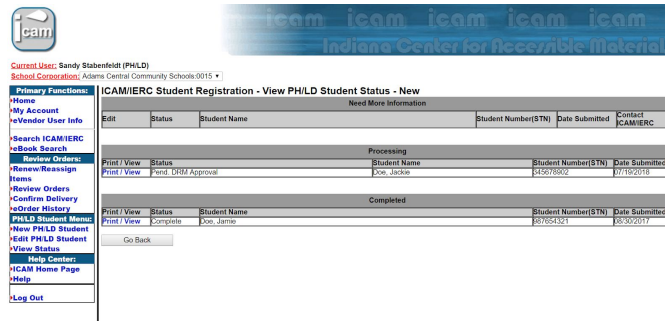 icam
icam icam icam icam icam
Indiana Center for Accessible Material
Current User: Sandy Stabenfeldt (PH/LD)
School Corporation: Adams Central Community Schools:0015
Primary Functions:
Home
My Account
eVendor User Info
Search ICAM/IERC
eBook Search
Review Orders:
Renew/Reassign
Items
Review Orders
Confirm Delivery
eOrder History
PH/LD Student Menu:
New PH/LD Student
Edit PH/LD Student
View Status
Help Center:
ICAM Home Page
Help
Log Out
ICAM/IERC Student Registration - View PH/LD Student Status - New
Need More Information
Edit Status Student Name Student Number(STN) Date Submitted Contact ICAM/IERC
Processing
Print / View Status Student Name Student Number(STN) Date Submitted
Print / View Pend. DRM Approval Doe, Jackie 345678902 07/19/2018
Completed
Print / View Status Student Name Student Number(STN) Date Submitted
Print / View Complete Doe, Jamie 987654321 08/30/2017
Go Back